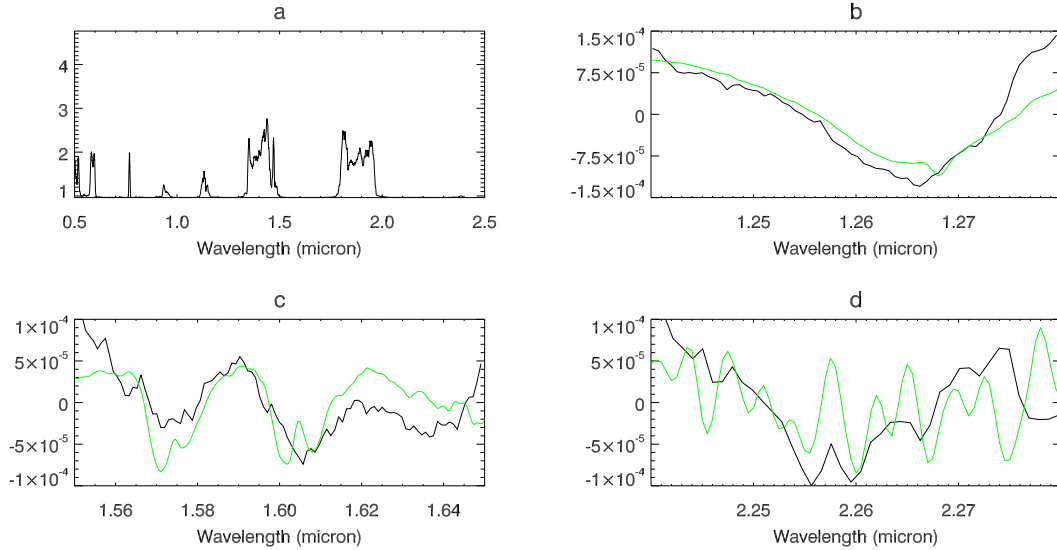 a
4
3
2
1
0.5 1.0 1.5 2.0 2.5
Wavelength (micron)
b
1.5×10⁻⁴
7.5×10⁻⁵
0
-7.5×10⁻⁵
-1.5×10⁻⁴
1.25 1.26 1.27
Wavelength (micron)
c
1×10⁻⁴
5×10⁻⁵
0
-5×10⁻⁵
-1×10⁻⁴
1.56 1.58 1.60 1.62 1.64
Wavelength (micron)
d
1×10⁻⁴
5×10⁻⁵
0
-5×10⁻⁵
-1×10⁻⁴
2.25 2.26 2.27
Wavelength (micron)